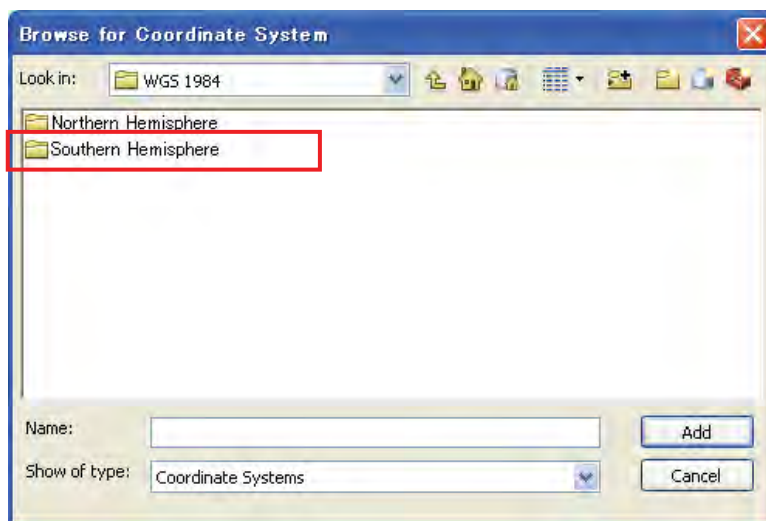 Browse for Coordinate System
Look in: WGS 1984
Northern Hemisphere
Southern Hemisphere
Name: Add
Show of type: Coordinate Systems Cancel